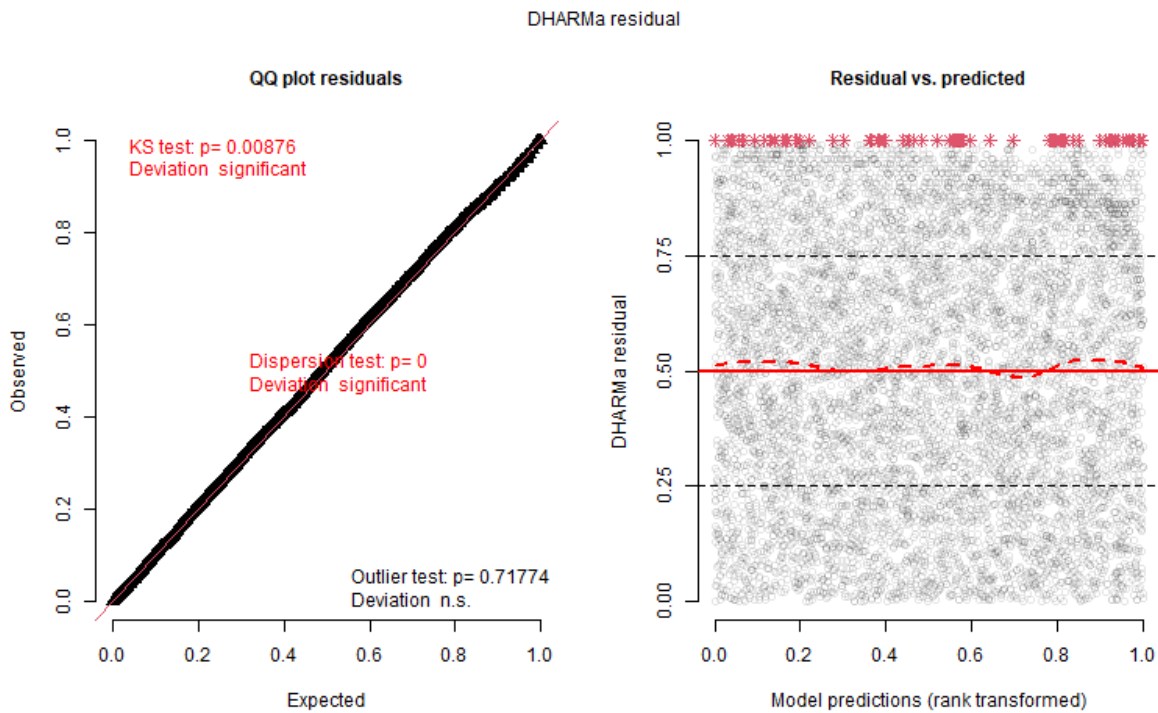 DHARMa residual
QQ plot residuals
KS test: p= 0.00876
Deviation significant
Dispersion test: p= 0
Deviation significant
Outlier test: p= 0.71774
Deviation n.s.
Observed
0.0 0.2 0.4 0.6 0.8 1.0
0.0 0.2 0.4 0.6 0.8 1.0
Expected
Residual vs. predicted
DHARMa residual
0.00 0.25 0.50 0.75 1.00
0.0 0.2 0.4 0.6 0.8 1.0
Model predictions (rank transformed)